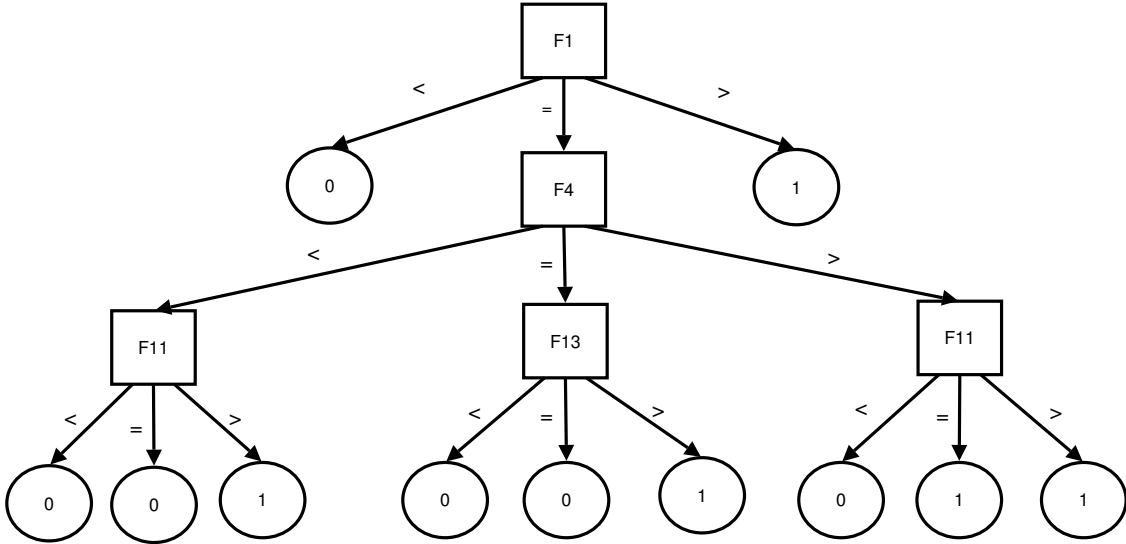 F1
< = >
0 F4 1
< = >
F11 F13 F11
< = > < = > < = >
0 0 1 0 0 1 0 1 1